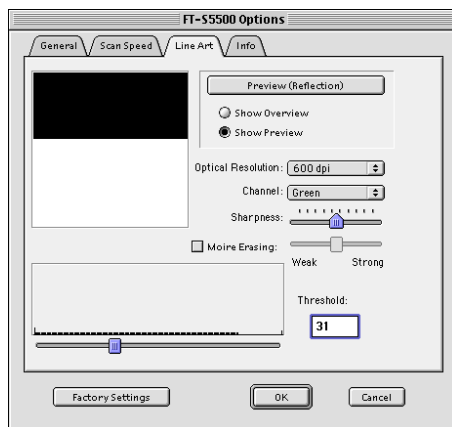 FT-S5500 Options
General Scan Speed Line Art Info
Preview (Reflection)
Show Overview
Show Preview
Optical Resolution: 600 dpi
Channel: Green
Sharpness:
Moire Erasing:
Weak Strong
Threshold:
31
Factory Settings OK Cancel